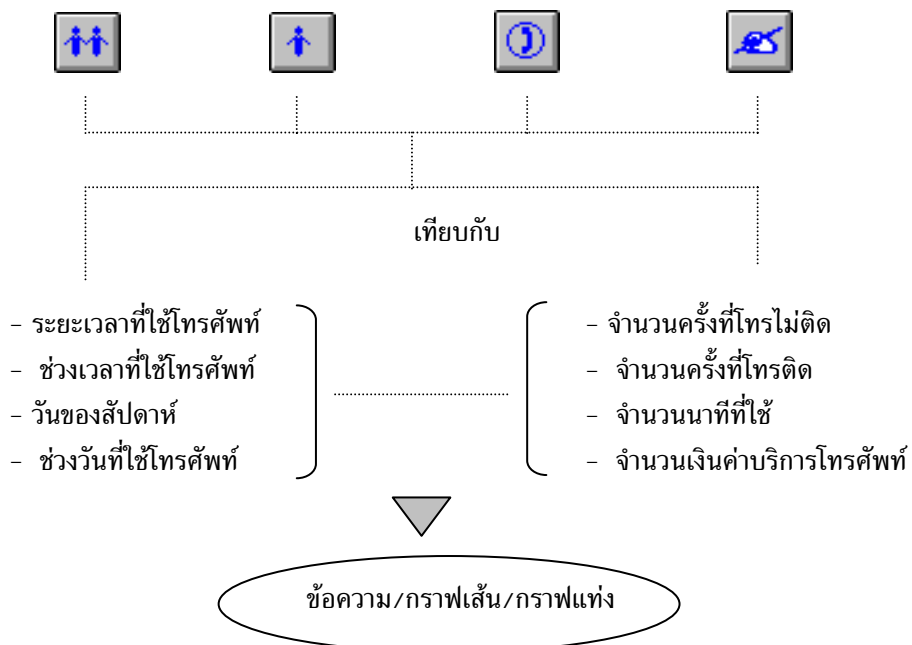 เทียบกับ
- ระยะเวลาที่ใช้โทรศัพท์
- ช่วงเวลาที่ใช้โทรศัพท์
- วันของสัปดาห์
- ช่วงวันที่ใช้โทรศัพท์
- จำนวนครั้งที่โทรไม่ติด
- จำนวนครั้งที่โทรติด
- จำนวนนาทีที่ใช้
- จำนวนเงินค่าบริการโทรศัพท์
ข้อความ/กราฟเส้น/กราฟแท่ง